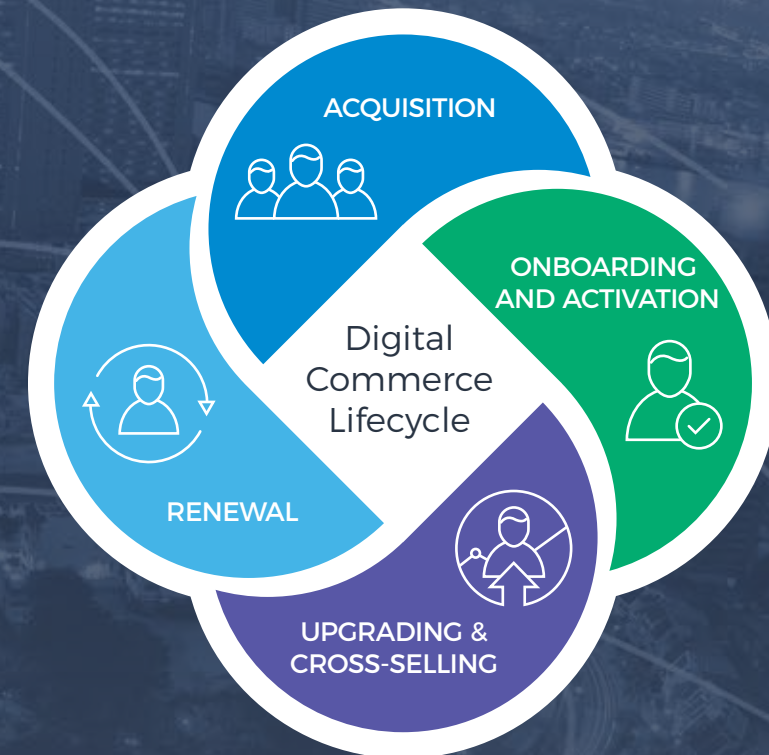 ACQUISITION
ONBOARDING
AND ACTIVATION
Digital
Commerce
Lifecycle
RENEWAL
UPGRADING &
CROSS-SELLING